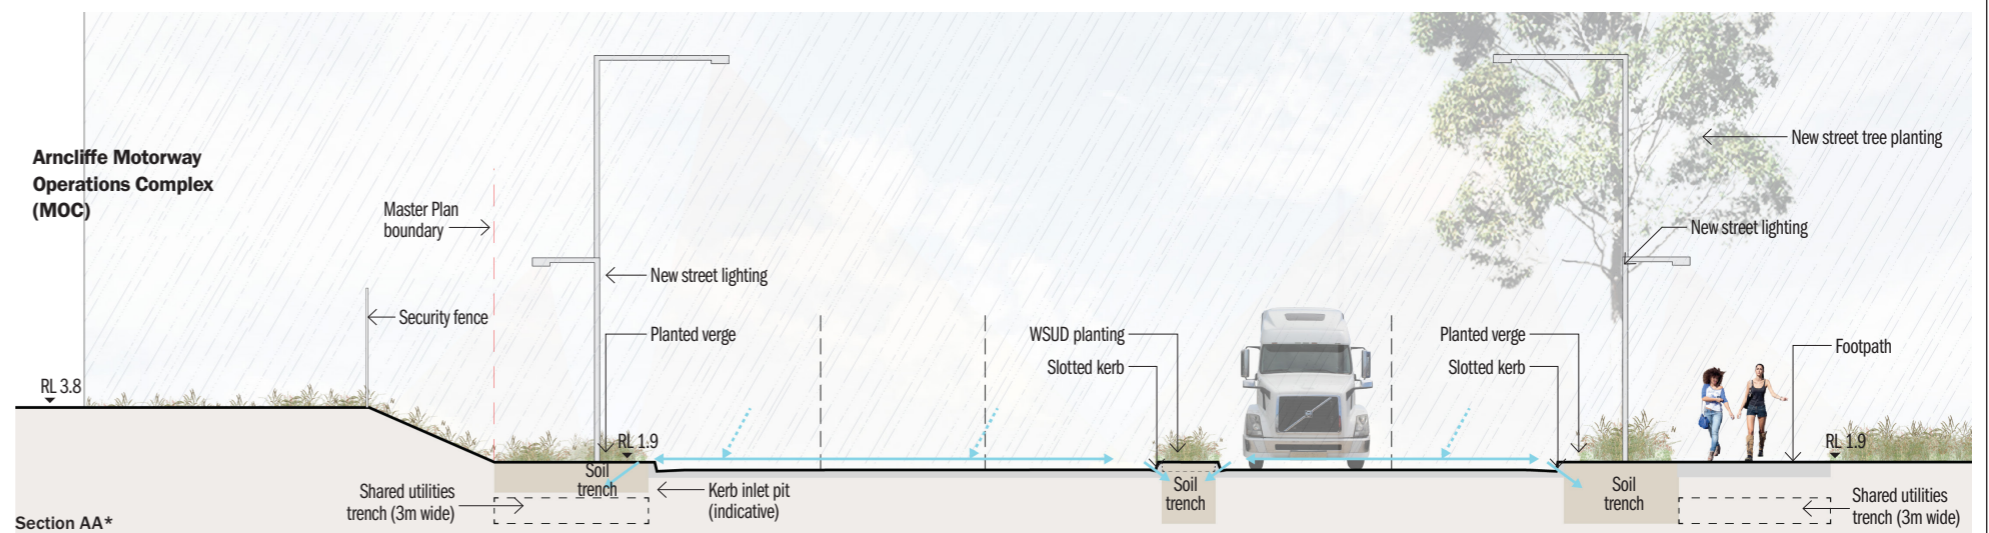 Arncliffe Motorway
Operations Complex
(MOC)
Master Plan
boundary
Security fence
RL 3.8
New street lighting
Planted verge
RL 1.9
Soil
trench
Shared utilities
trench (3m wide)
Kerb inlet pit
(indicative)
WSUD planting
Slotted kerb
Soil
trench
New street tree planting
New street lighting
Planted verge
Slotted kerb
Footpath
RL 1.9
Soil
trench
Shared utilities
trench (3m wide)
Section AA*